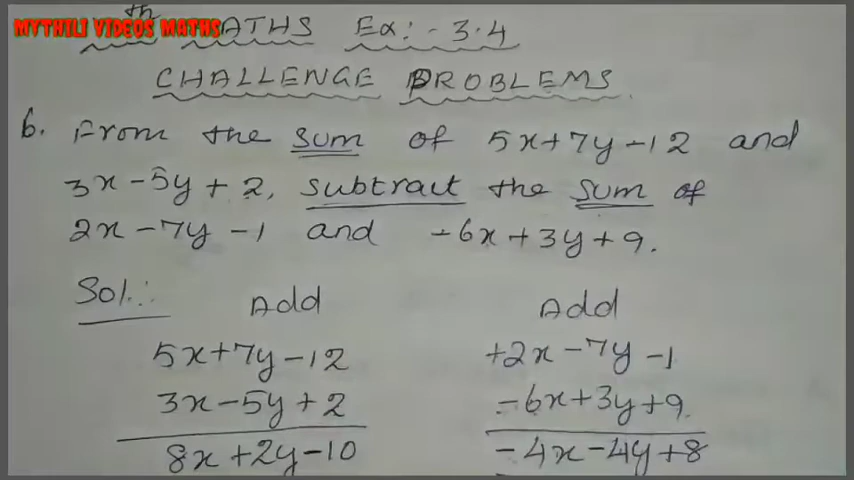 th
MYTHILI VIDEOS MATHS
MATHS Ex:-3.4
CHALLENGE PROBLEMS
6. From the sum of 5x+7y-12 and
3x-5y+2, subtract the sum of
2x-7y-1 and -6x+3y+9.
Sol.:
Add Add
5x+7y-12 +2x-7y-1
3x-5y+2 -6x+3y+9
8x+2y-10 -4x-4y+8